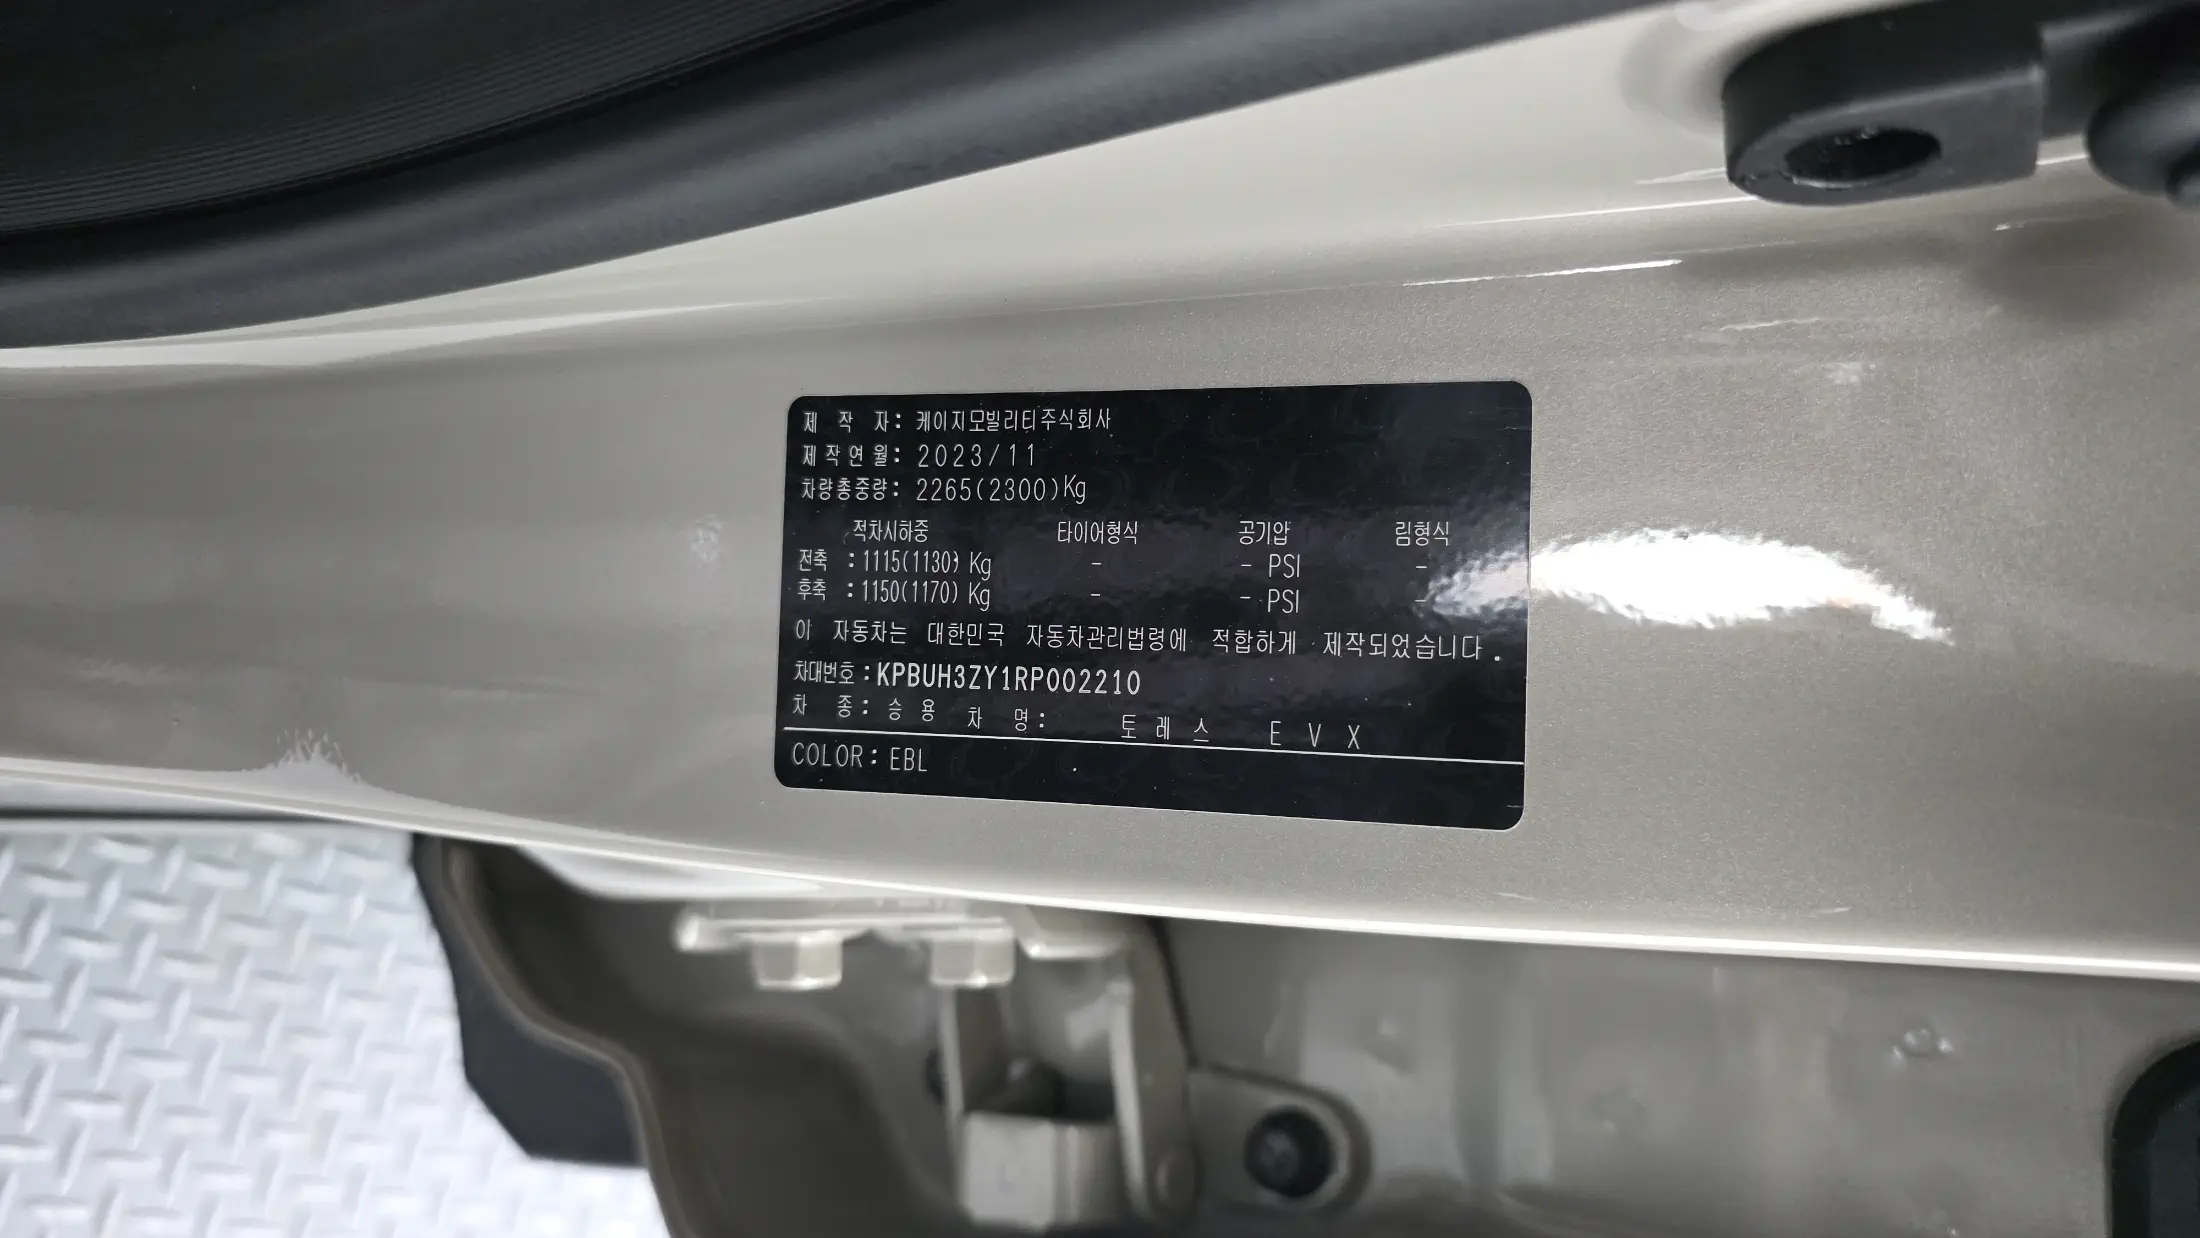 제 작 자: 케이지모빌리티주식회사
제작연월: 2023/11
차량총중량: 2265(2300)Kg
적차시하중 타이어형식 공기압 림형식
전축 :1115(1130) Kg - - PSI -
후축 :1150(1170) Kg - - PSI -
이 자동차는 대한민국 자동차관리법령에 적합하게 제작되었습니다.
차대번호:KPBUH3ZY1RP002210
차 종: 승용 차 명: 토레스 EVX
COLOR: EBL